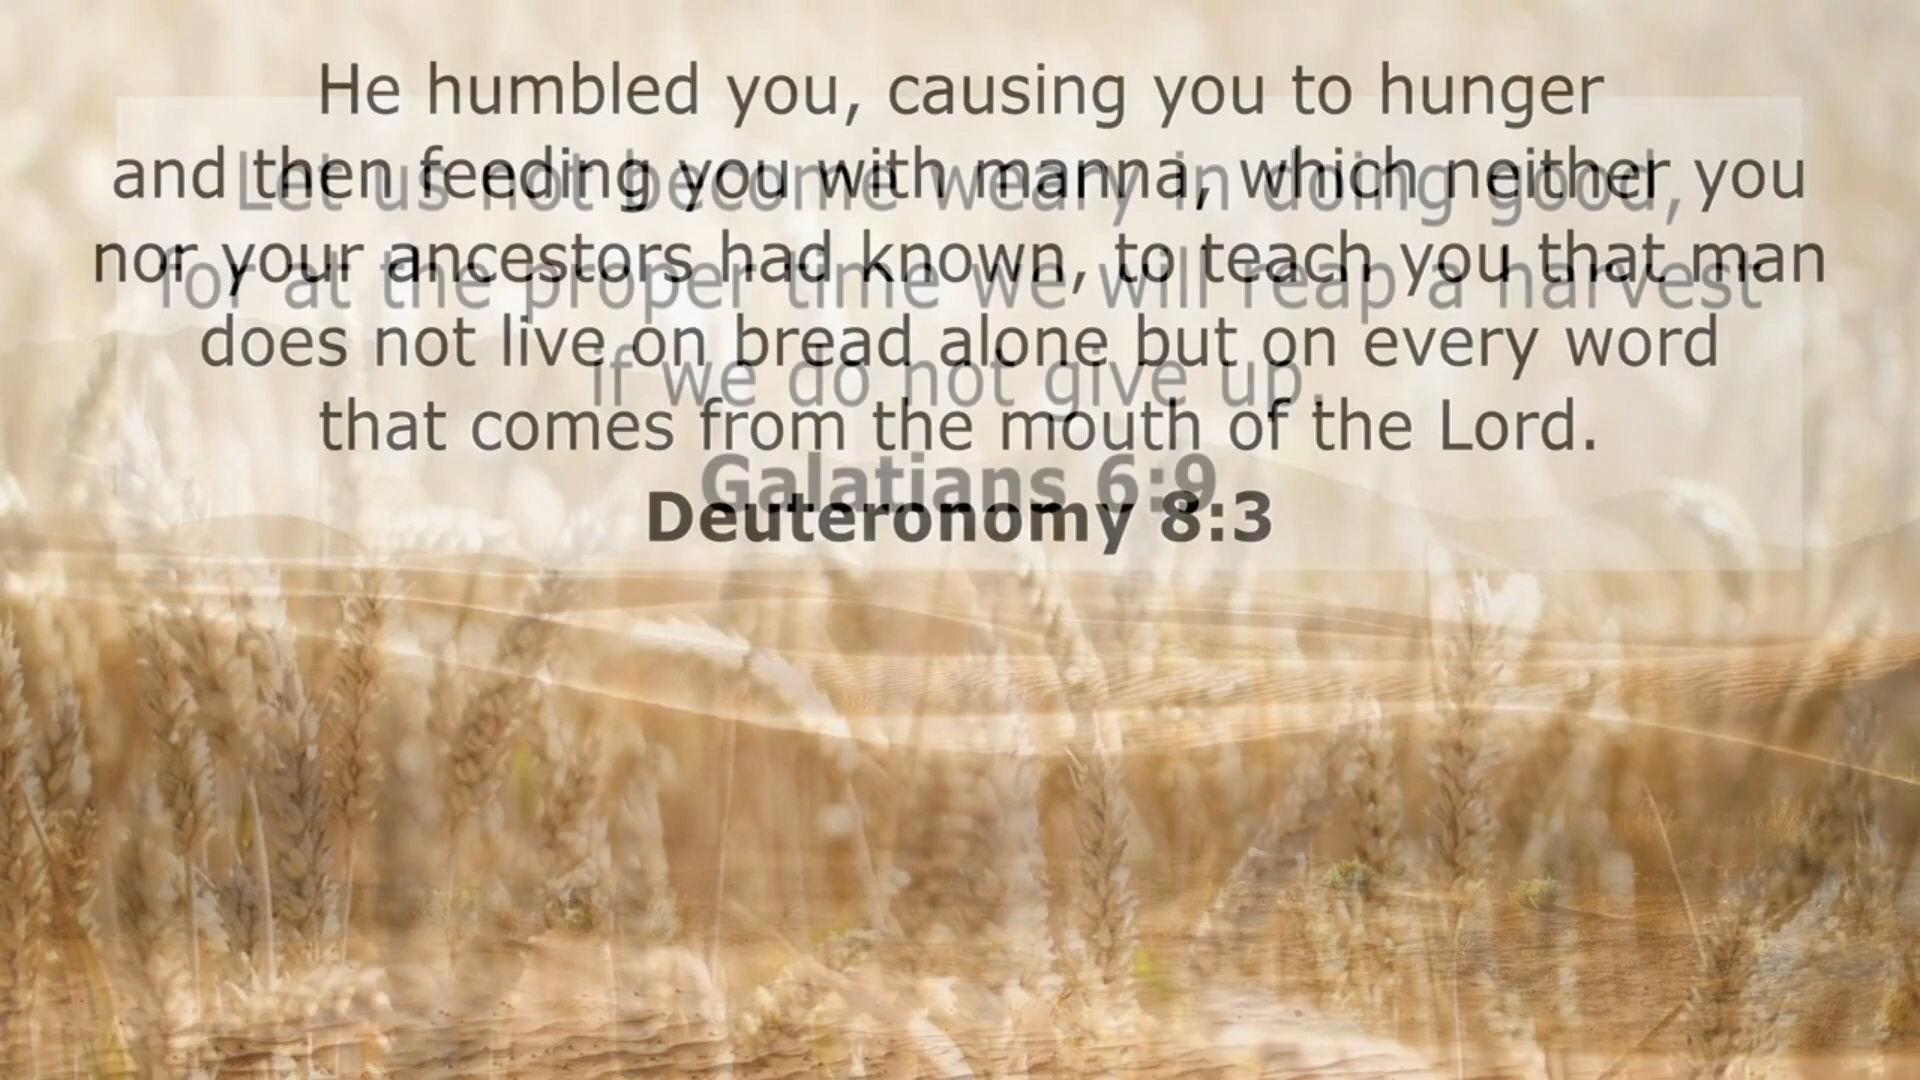 He humbled you, causing you to hunger
and then feeding you with manna, which neither you
nor your ancestors had known, to teach you that man
does not live on bread alone but on every word
that comes from the mouth of the Lord.
Deuteronomy 8:3
Let us not become weary in doing good,
for at the proper time we will reap a harvest
if we do not give up.
Galatians 6:9